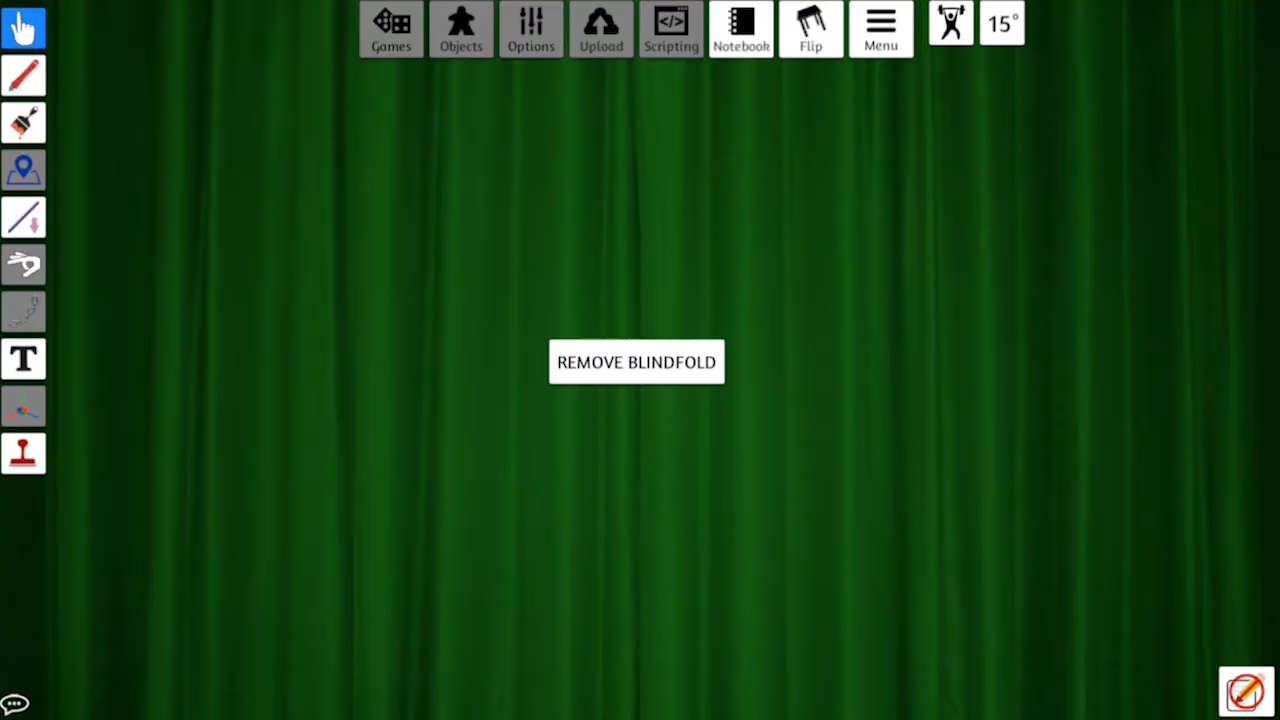 Games
Objects
Options
Upload
Scripting
Notebook
Flip
Menu
15°
T
REMOVE BLINDFOLD